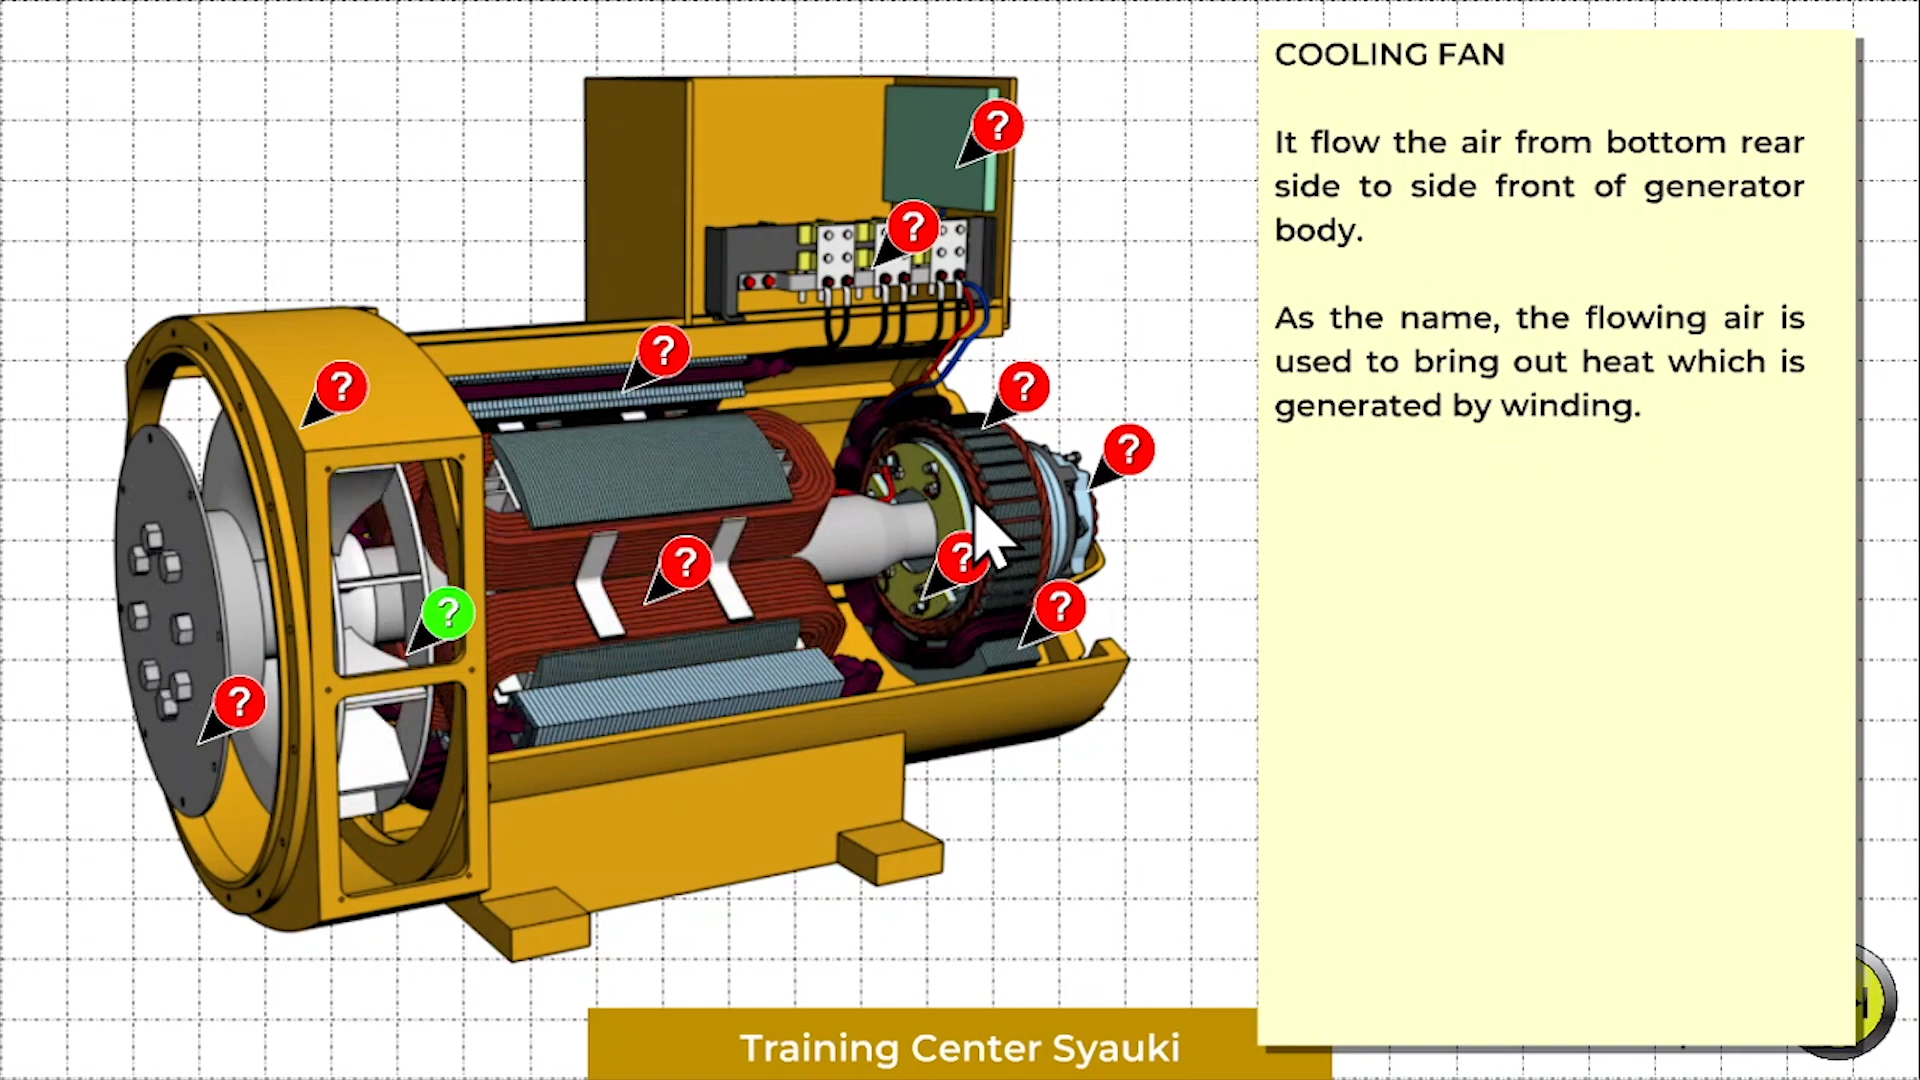 COOLING FAN
It flow the air from bottom rear
side to side front of generator
body.
As the name, the flowing air is
used to bring out heat which is
generated by winding.
?
?
?
?
?
?
?
?
?
?
?
Training Center Syauki